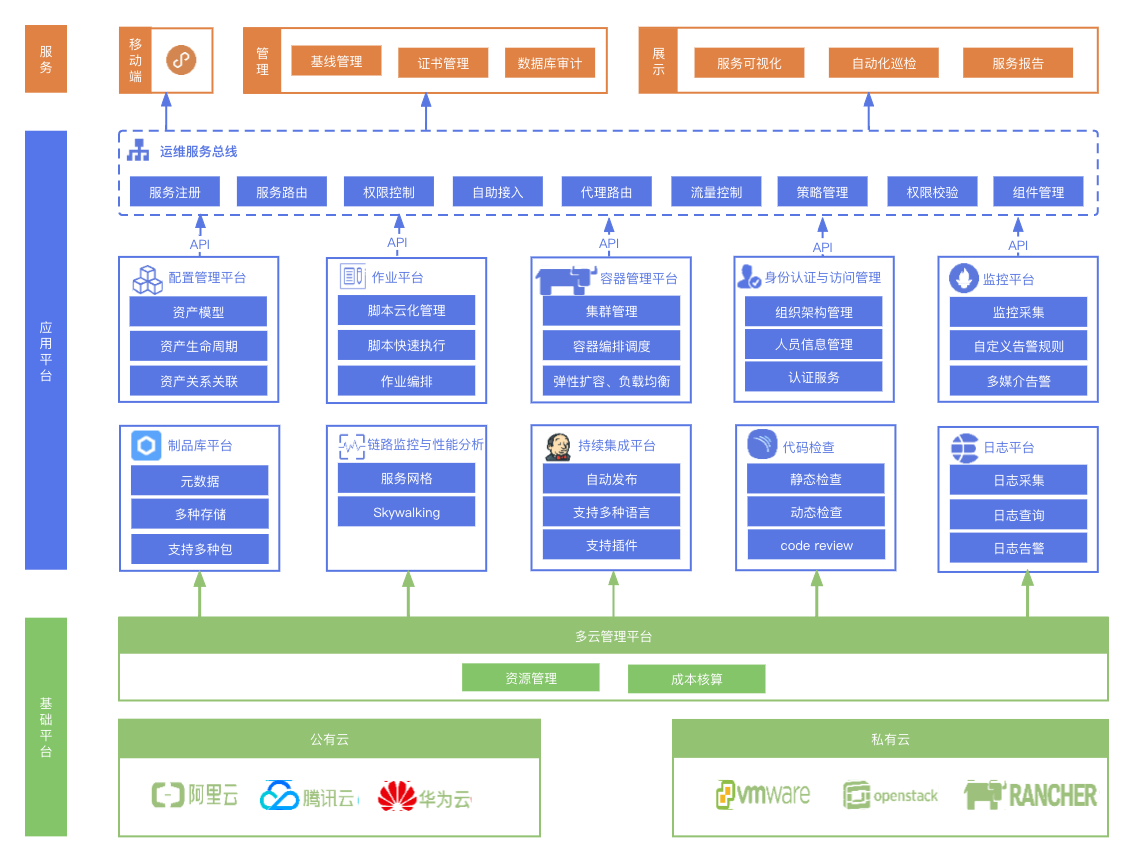 服务
移动端
管理
基线管理
证书管理
数据库审计
展示
服务可视化
自动化巡检
服务报告
应用平台
运维服务总线
服务注册
服务路由
权限控制
自助接入
代理路由
流量控制
策略管理
权限校验
组件管理
API
API
API
API
API
配置管理平台
资产模型
资产生命周期
资产关系关联
作业平台
脚本云化管理
脚本快速执行
作业编排
容器管理平台
集群管理
容器编排调度
弹性扩容、负载均衡
身份认证与访问管理
组织架构管理
人员信息管理
认证服务
监控平台
监控采集
自定义告警规则
多媒介告警
制品库平台
元数据
多种存储
支持多种包
链路监控与性能分析
服务网格
Skywalking
持续集成平台
自动发布
支持多种语言
支持插件
代码检查
静态检查
动态检查
code review
日志平台
日志采集
日志查询
日志告警
基础平台
多云管理平台
资源管理
成本核算
公有云
阿里云
腾讯云
华为云
私有云
vmware
openstack
RANCHER